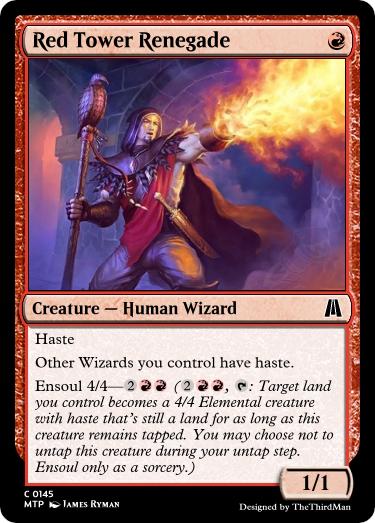 Red Tower Renegade
Creature — Human Wizard
Haste
Other Wizards you control have haste.
Ensoul 4/4—2RR (2RR, T: Target land
you control becomes a 4/4 Elemental creature
with haste that's still a land for as long as this
creature remains tapped. You may choose not to
untap this creature during your untap step.
Ensoul only as a sorcery.)
1/1
C 0145
MTP JAMES RYMAN
Designed by TheThirdMan